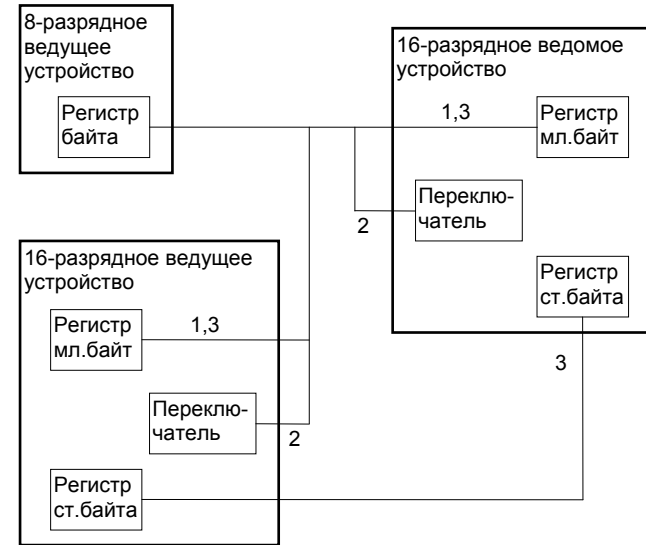 8-разрядное
ведущее
устройство
Регистр
байта
16-разрядное ведомое
устройство
1,3
Регистр
мл.байт
Переклю-
чатель
2
Регистр
ст.байта
3
16-разрядное ведущее
устройство
Регистр
мл.байт
1,3
Переклю-
чатель
2
Регистр
ст.байта